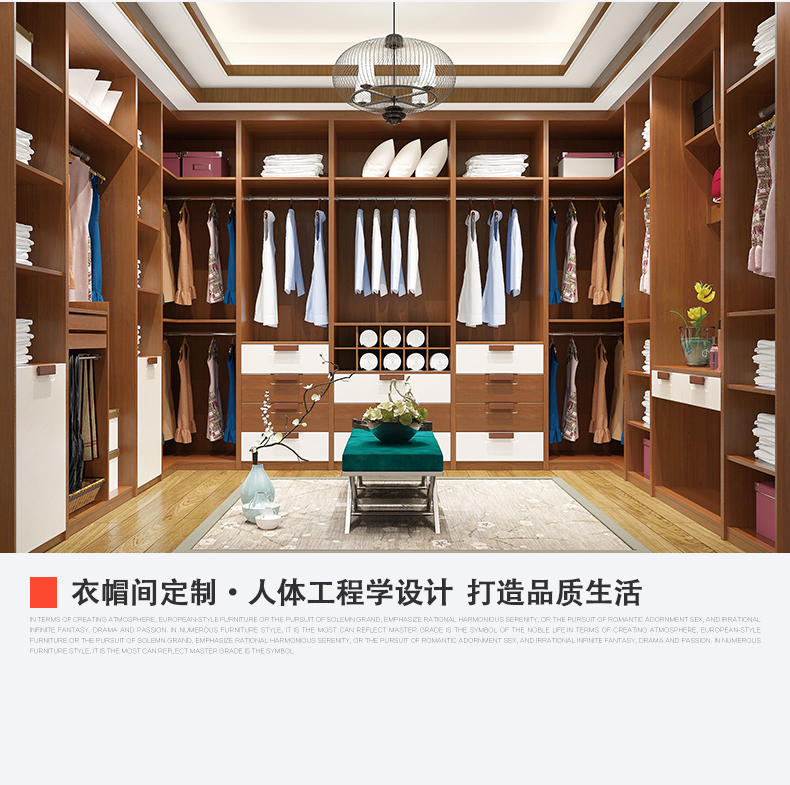 衣帽间定制·人体工程学设计 打造品质生活
IN TERMS OF CREATING ATMOSPHERE, EUROPEAN-STYLE FURNITURE OR THE PURSUIT OF SOLEMN GRAND, EMPHASIZE RATIONAL HARMONIOUS SERENITY, OR THE PURSUIT OF ROMANTIC ADORNMENT SEX, AND IRRATIONAL
INFINITE FANTASY, DRAMA AND PASSION. IN NUMEROUS FURNITURE STYLE, IT IS THE MOST CAN REFLECT MASTER GRADE IS THE SYMBOL OF THE NOBLE LIFE.IN TERMS OF CREATING ATMOSPHERE, EUROPEAN-STYLE
FURNITURE OR THE PURSUIT OF SOLEMN GRAND, EMPHASIZE RATIONAL HARMONIOUS SERENITY, OR THE PURSUIT OF ROMANTIC ADORNMENT SEX, AND IRRATIONAL INFINITE FANTASY, DRAMA AND PASSION. IN NUMEROUS
FURNITURE STYLE, IT IS THE MOST CAN REFLECT MASTER GRADE IS THE SYMBOL